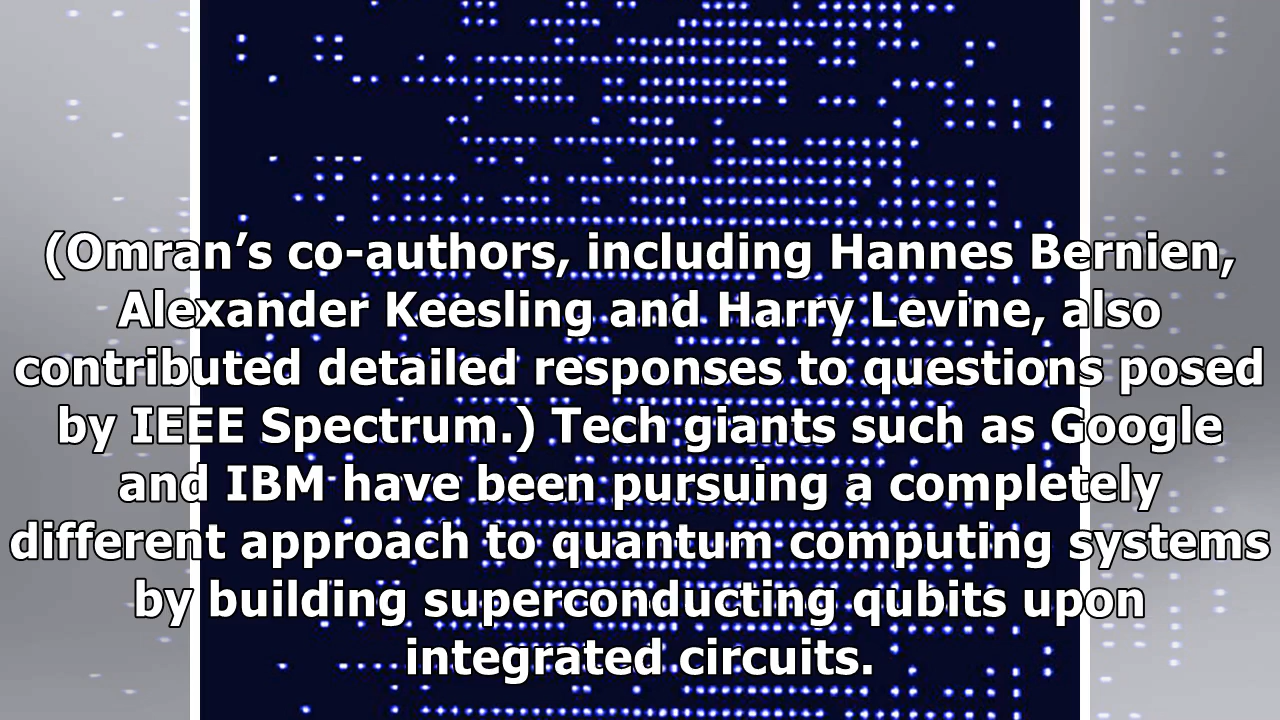 (Omran’s co-authors, including Hannes Bernien,
Alexander Keesling and Harry Levine, also
contributed detailed responses to questions posed
by IEEE Spectrum.) Tech giants such as Google
and IBM have been pursuing a completely
different approach to quantum computing systems
by building superconducting qubits upon
integrated circuits.